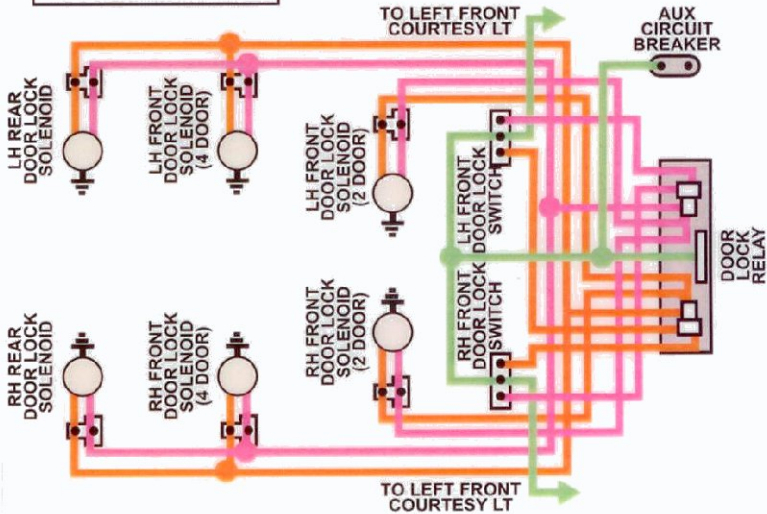 TO LEFT FRONT
COURTESY LT
AUX
CIRCUIT
BREAKER
LH REAR
DOOR LOCK
SOLENOID
LH FRONT
DOOR LOCK
SOLENOID
(4 DOOR)
LH FRONT
DOOR LOCK
SOLENOID
(2 DOOR)
LH FRONT
DOOR LOCK
SWITCH
DOOR
LOCK
RELAY
RH REAR
DOOR LOCK
SOLENOID
RH FRONT
DOOR LOCK
SOLENOID
(4 DOOR)
RH FRONT
DOOR LOCK
SOLENOID
(2 DOOR)
RH FRONT
DOOR LOCK
SWITCH
TO LEFT FRONT
COURTESY LT